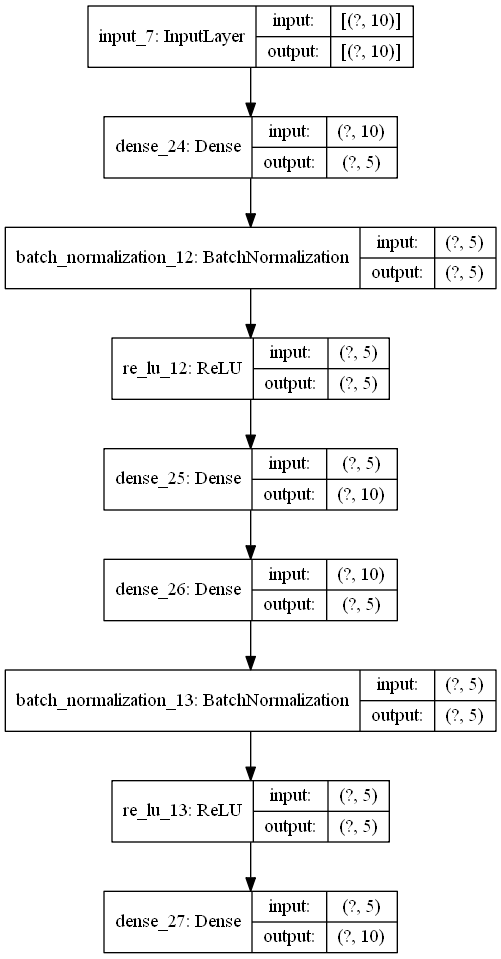 input_7: InputLayer
input: [(?, 10)]
output: [(?, 10)]
dense_24: Dense
input: (?, 10)
output: (?, 5)
batch_normalization_12: BatchNormalization
input: (?, 5)
output: (?, 5)
re_lu_12: ReLU
input: (?, 5)
output: (?, 5)
dense_25: Dense
input: (?, 5)
output: (?, 10)
dense_26: Dense
input: (?, 10)
output: (?, 5)
batch_normalization_13: BatchNormalization
input: (?, 5)
output: (?, 5)
re_lu_13: ReLU
input: (?, 5)
output: (?, 5)
dense_27: Dense
input: (?, 5)
output: (?, 10)